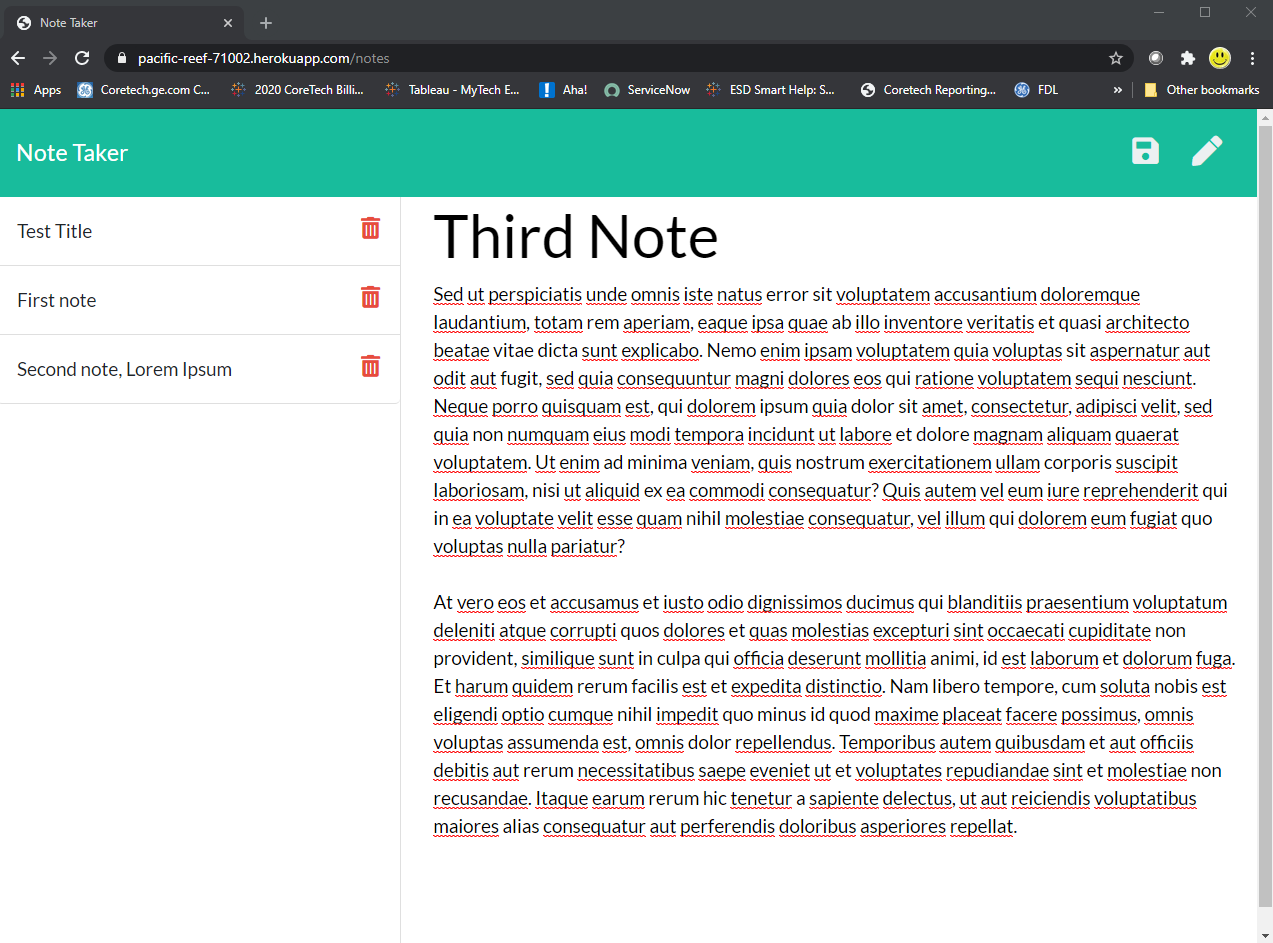 Note Taker
pacific-reef-71002.herokuapp.com/notes
Apps Coretech.ge.com C... 2020 CoreTech Billi... Tableau - MyTech E... Aha! ServiceNow ESD Smart Help: S... Coretech Reporting... FDL » Other bookmarks
Note Taker
Test Title
First note
Second note, Lorem Ipsum
Third Note
Sed ut perspiciatis unde omnis iste natus error sit voluptatem accusantium doloremque
laudantium, totam rem aperiam, eaque ipsa quae ab illo inventore veritatis et quasi architecto
beatae vitae dicta sunt explicabo. Nemo enim ipsam voluptatem quia voluptas sit aspernatur aut
odit aut fugit, sed quia consequuntur magni dolores eos qui ratione voluptatem sequi nesciunt.
Neque porro quisquam est, qui dolorem ipsum quia dolor sit amet, consectetur, adipisci velit, sed
quia non numquam eius modi tempora incidunt ut labore et dolore magnam aliquam quaerat
voluptatem. Ut enim ad minima veniam, quis nostrum exercitationem ullam corporis suscipit
laboriosam, nisi ut aliquid ex ea commodi consequatur? Quis autem vel eum iure reprehenderit qui
in ea voluptate velit esse quam nihil molestiae consequatur, vel illum qui dolorem eum fugiat quo
voluptas nulla pariatur?
At vero eos et accusamus et iusto odio dignissimos ducimus qui blanditiis praesentium voluptatum
deleniti atque corrupti quos dolores et quas molestias excepturi sint occaecati cupiditate non
provident, similique sunt in culpa qui officia deserunt mollitia animi, id est laborum et dolorum fuga.
Et harum quidem rerum facilis est et expedita distinctio. Nam libero tempore, cum soluta nobis est
eligendi optio cumque nihil impedit quo minus id quod maxime placeat facere possimus, omnis
voluptas assumenda est, omnis dolor repellendus. Temporibus autem quibusdam et aut officiis
debitis aut rerum necessitatibus saepe eveniet ut et voluptates repudiandae sint et molestiae non
recusandae. Itaque earum rerum hic tenetur a sapiente delectus, ut aut reiciendis voluptatibus
maiores alias consequatur aut perferendis doloribus asperiores repellat.